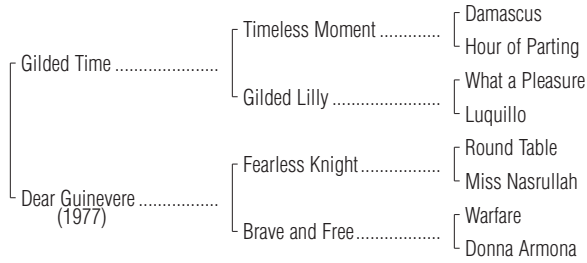 Damascus
Timeless Moment .............
Hour of Parting
Gilded Time ......................
What a Pleasure
Gilded Lilly .......................
Luquillo
Round Table
Fearless Knight ..................
Miss Nasrullah
Dear Guinevere .................
(1977)
Warfare
Brave and Free ..................
Donna Armona